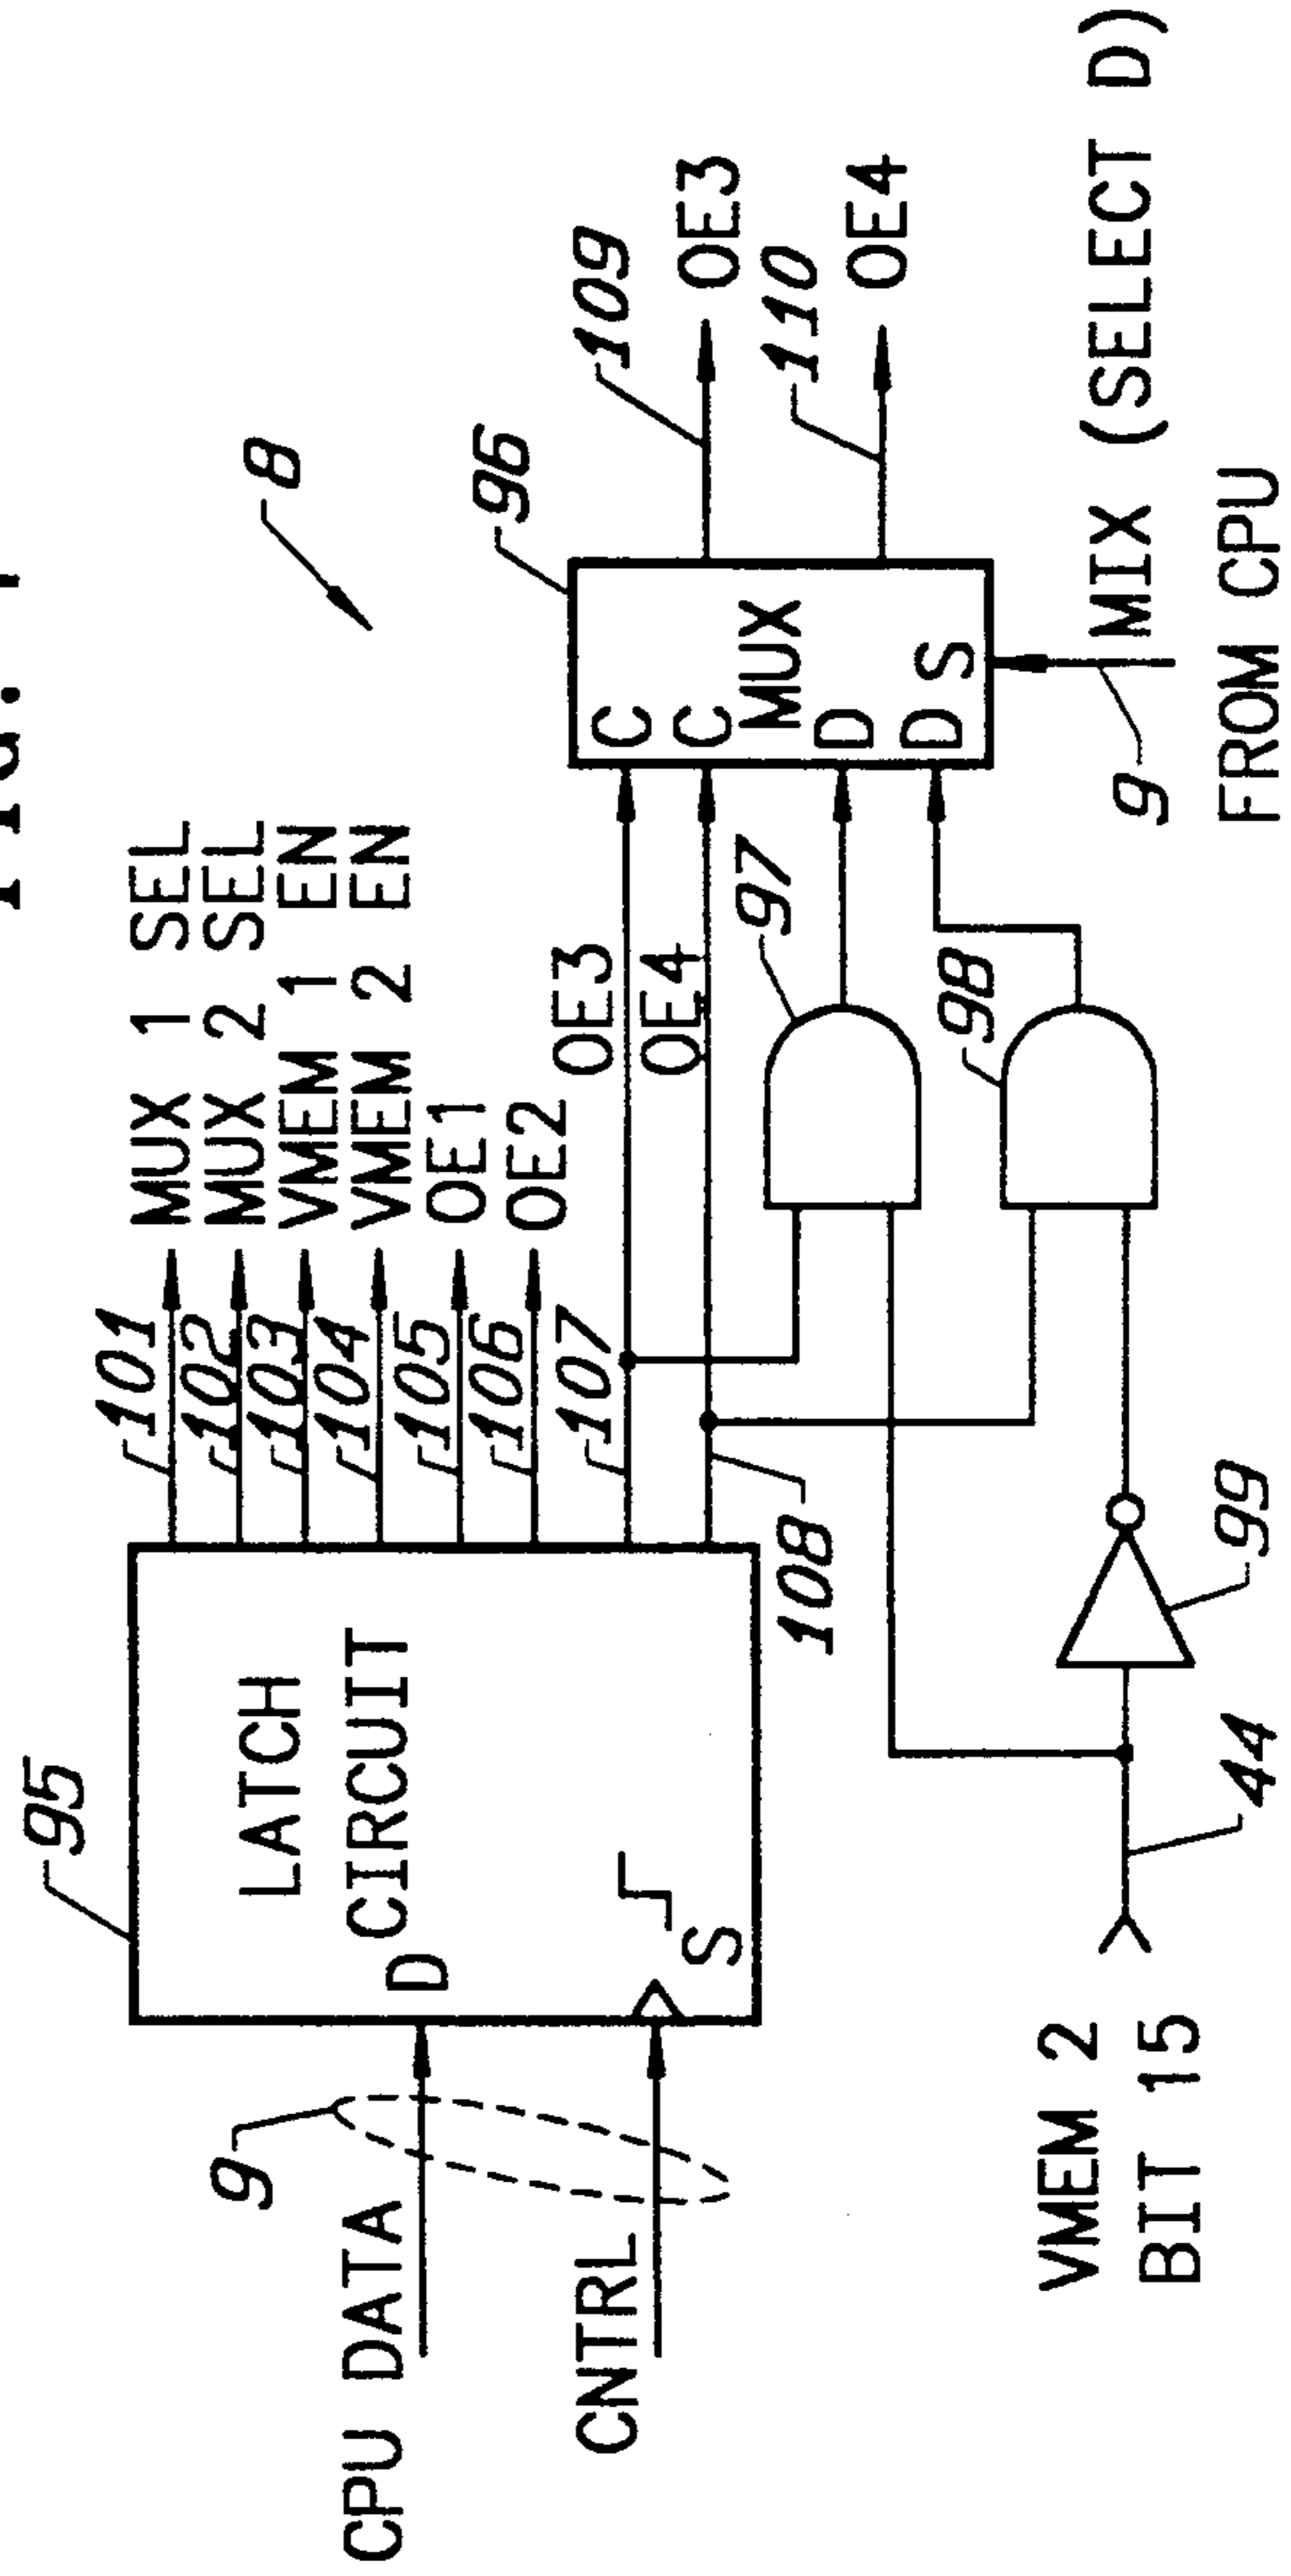 8
95
LATCH
CIRCUIT
D
S
9
CPU DATA
CNTRL
101
102
103
104
105
106
107
108
MUX 1 SEL
MUX 2 SEL
VMEM 1 EN
VMEM 2 EN
OE1
OE2
OE3
OE4
96
C
C
MUX
D
D S
109
OE3
110
OE4
97
98
99
44
VMEM 2
BIT 15
9
MIX (SELECT D)
FROM CPU